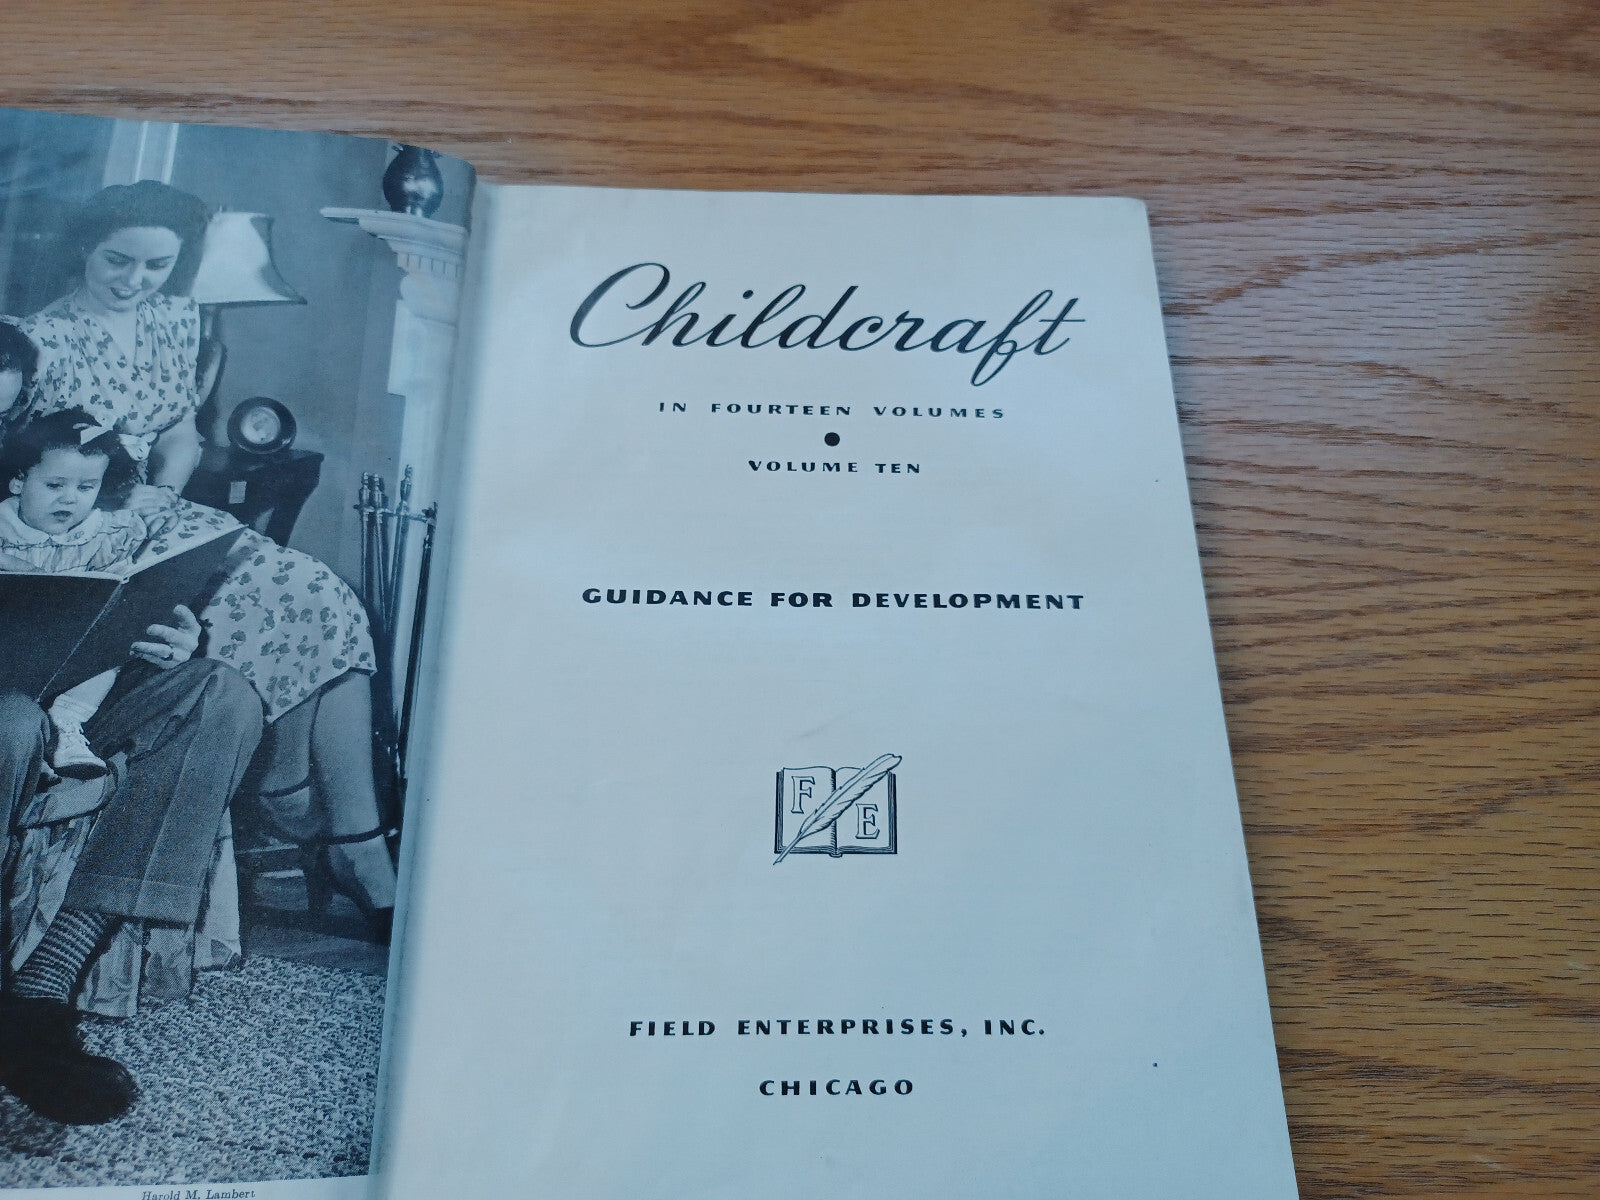 Childcraft
IN FOURTEEN VOLUMES
VOLUME TEN
GUIDANCE FOR DEVELOPMENT
F E
FIELD ENTERPRISES, INC.
CHICAGO
Harold M. Lambert